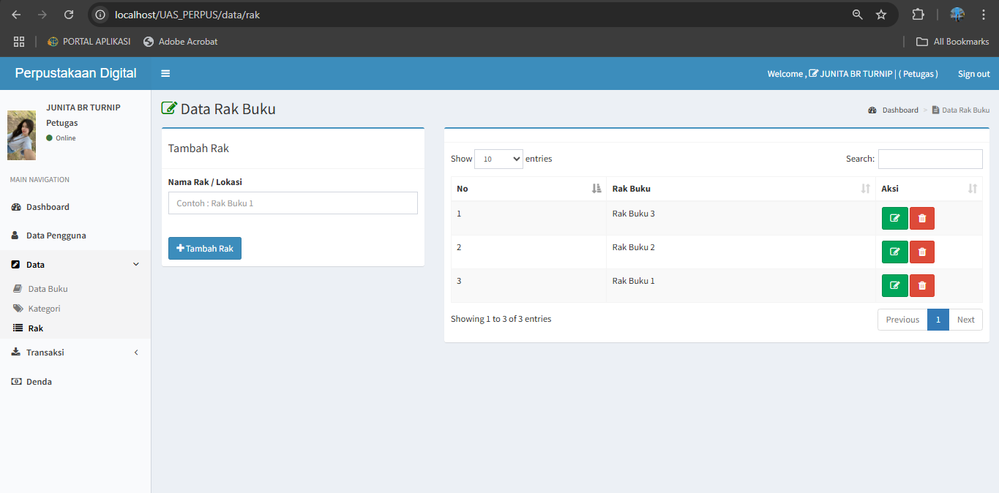 localhost/UAS_PERPUS/data/rak
PORTAL APLIKASI
Adobe Acrobat
All Bookmarks
Perpustakaan Digital
Welcome , JUNITA BR TURNIP | ( Petugas )
Sign out
JUNITA BR TURNIP
Petugas
Online
MAIN NAVIGATION
Dashboard
Data Pengguna
Data
Data Buku
Kategori
Rak
Transaksi
Denda
Data Rak Buku
Dashboard > Data Rak Buku
Tambah Rak
Nama Rak / Lokasi
Contoh : Rak Buku 1
Tambah Rak
Show 10 entries
Search:
No Rak Buku Aksi
1 Rak Buku 3
2 Rak Buku 2
3 Rak Buku 1
Showing 1 to 3 of 3 entries
Previous 1 Next